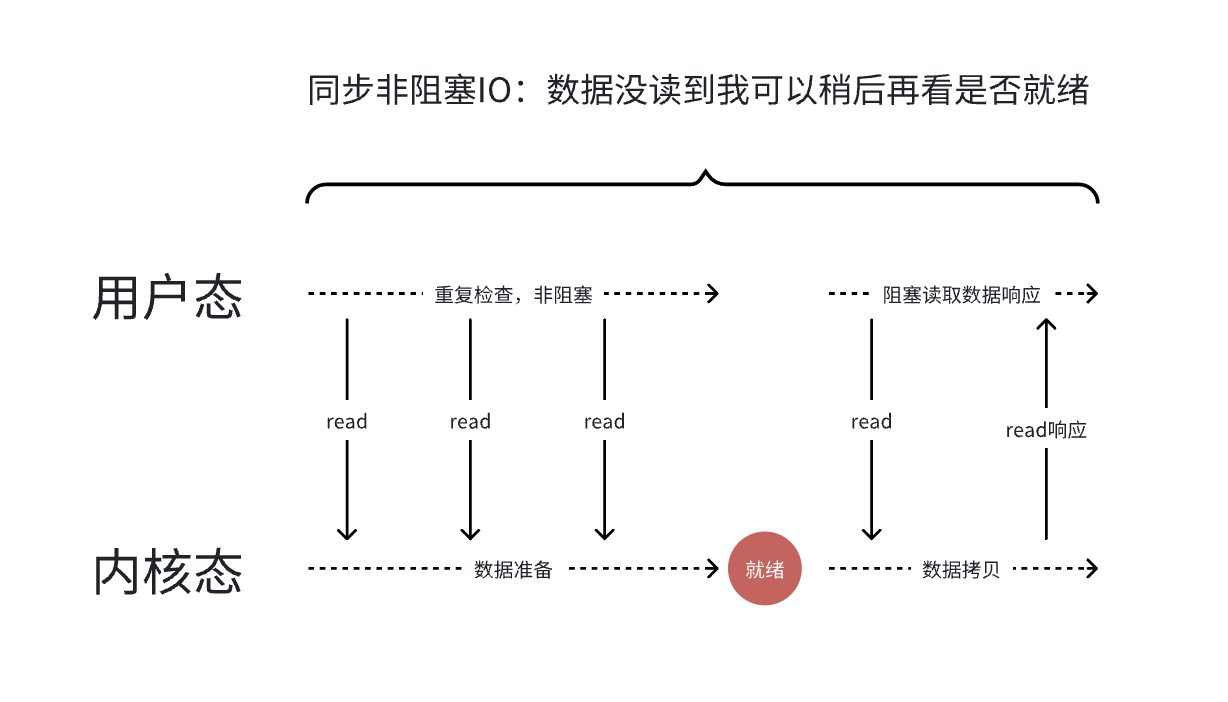 同步非阻塞IO：数据没读到我可以稍后再看是否就绪
用户态
重复检查，非阻塞
阻塞读取数据响应
read
read
read
read
read响应
内核态
数据准备
就绪
数据拷贝